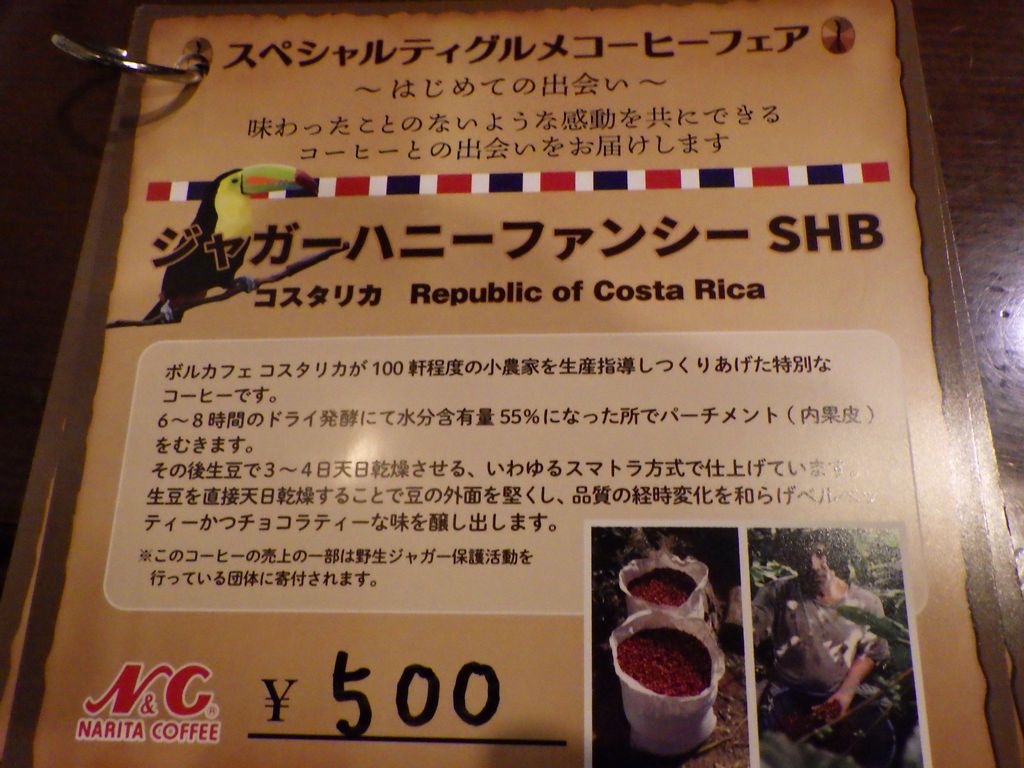 スペシャルティグルメコーヒーフェア
～はじめての出会い～
味わったことのないような感動を共にできる
コーヒーとの出会いをお届けします
ジャガーハニーファンシー SHB
コスタリカ Republic of Costa Rica
ボルカフェ コスタリカが 100 軒程度の小農家を生産指導しつくりあげた特別な
コーヒーです。
6～8 時間のドライ発酵にて水分含有量 55%になった所でパーチメント ( 内果皮 )
をむきます。
その後生豆で3～4日天日乾燥させる、いわゆるスマトラ方式で仕上げています。
生豆を直接天日乾燥することで豆の外面を堅くし、品質の経時変化を和らげベルベッ
ティーかつチョコラティーな味を醸し出します。
※このコーヒーの売上の一部は野生ジャガー保護活動を
行っている団体に寄付されます。
N&C®
NARITA COFFEE
¥ 500